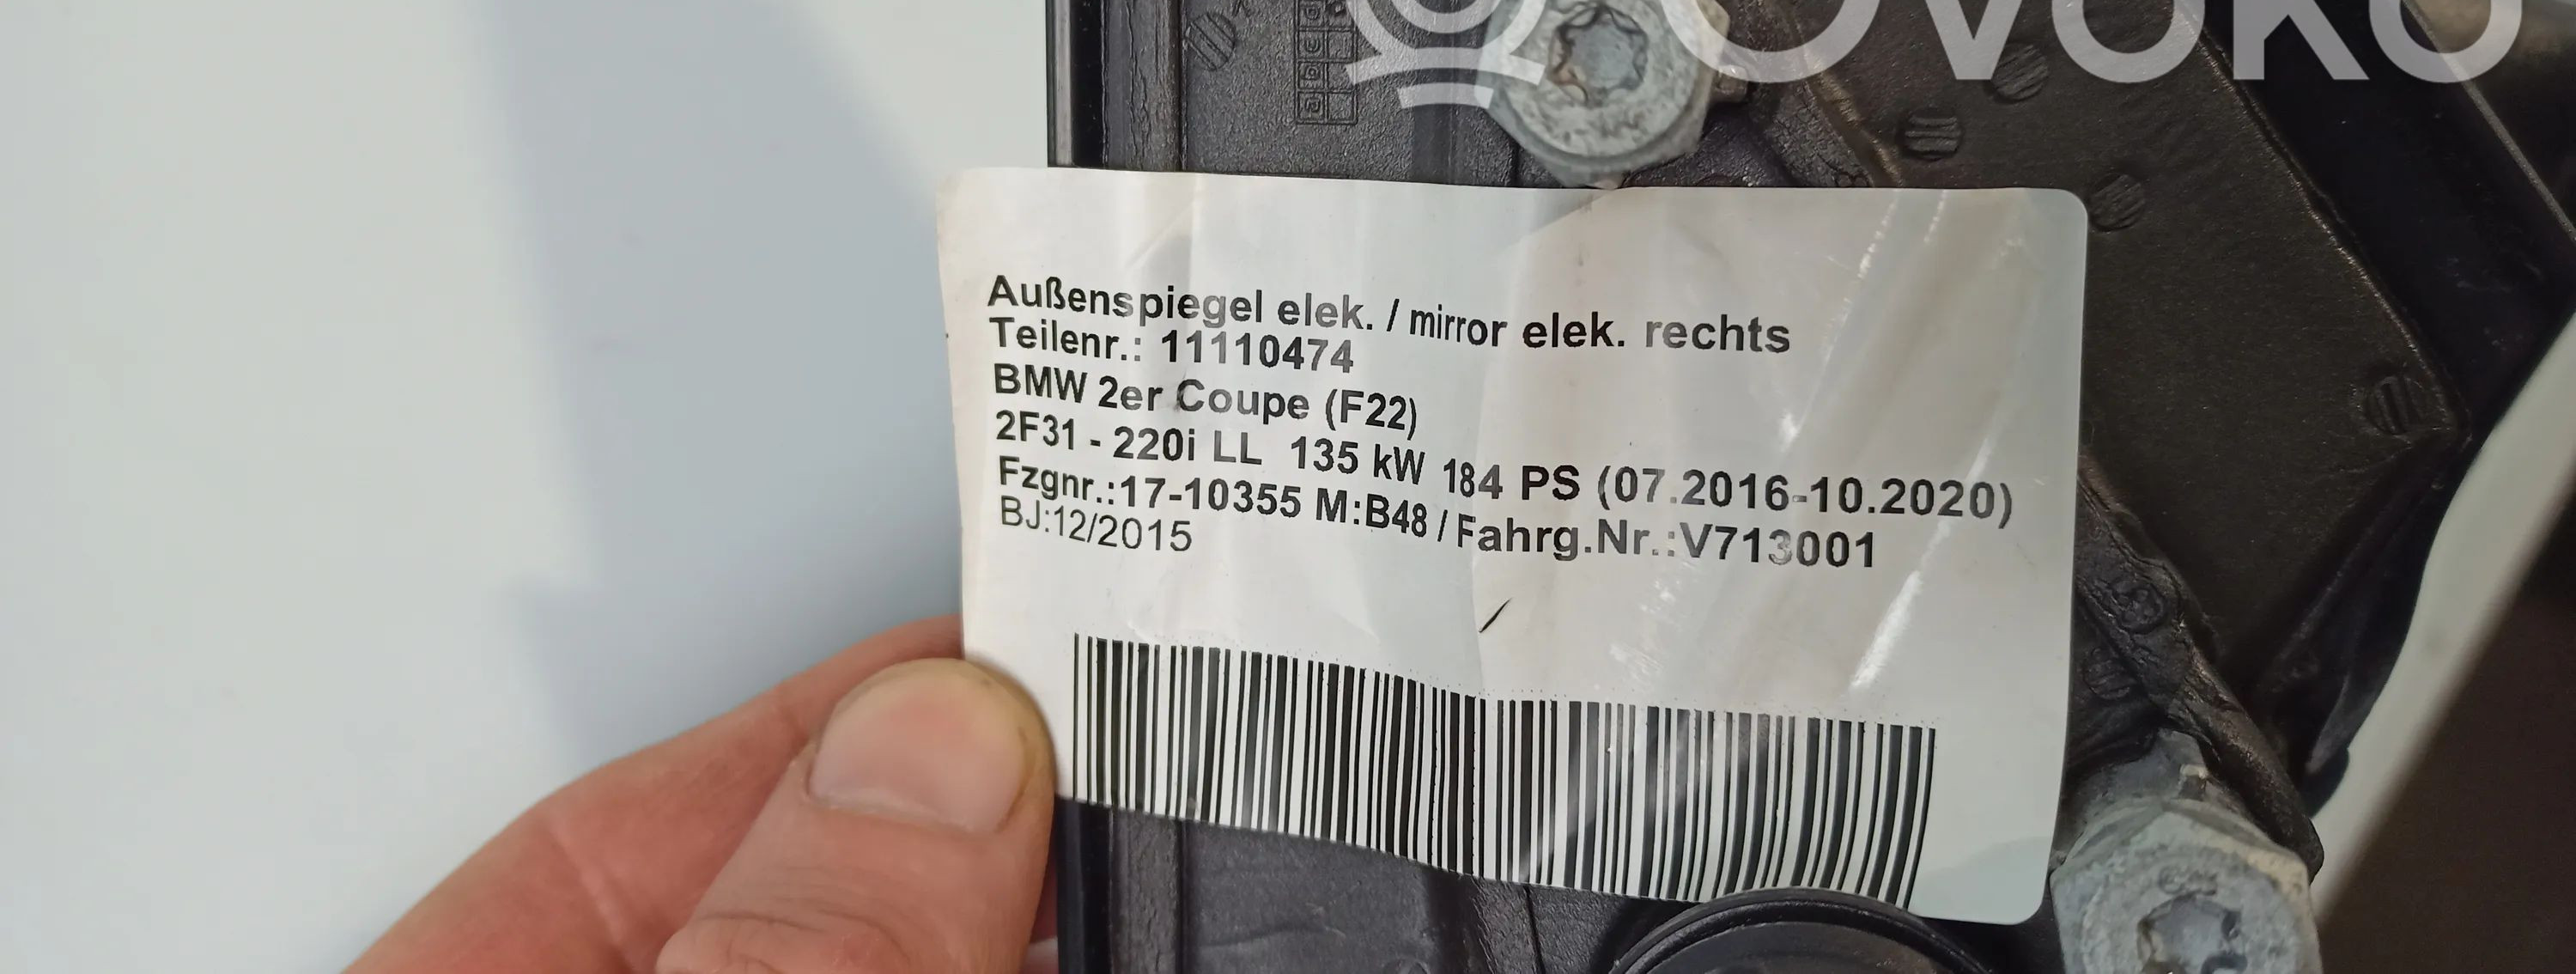 OVOKO
Außenspiegel elek. / mirror elek. rechts
Teilenr.: 11110474
BMW 2er Coupe (F22)
2F31 - 220i LL 135 kW 184 PS (07.2016-10.2020)
Fzgnr.:17-10355 M:B48 / Fahrg.Nr.:V713001
BJ:12/2015